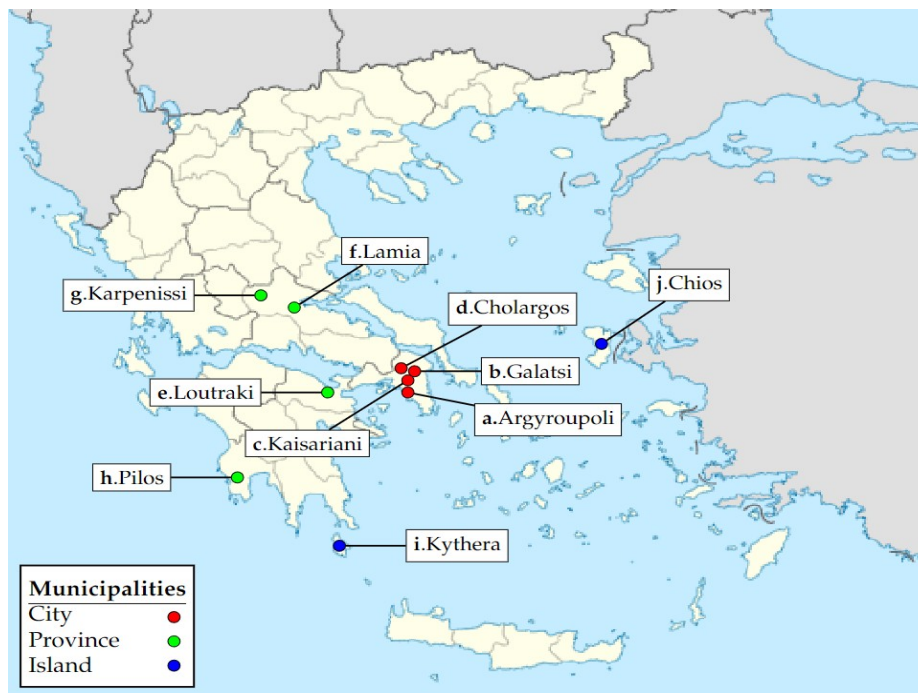 f.Lamia
g.Karpenissi
j.Chios
d.Cholargos
b.Galatsi
e.Loutraki
a.Argyroupoli
c.Kaisariani
h.Pilos
i.Kythera
Municipalities
City
Province
Island